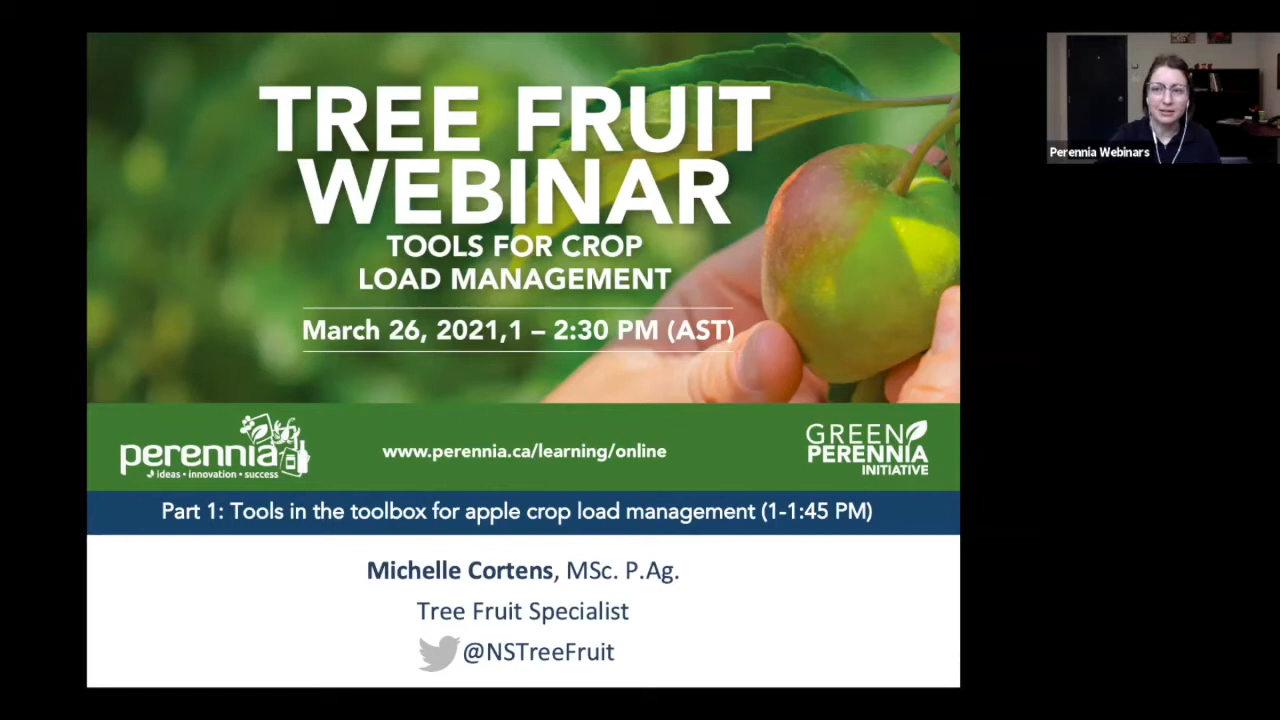 TREE FRUIT
WEBINAR
TOOLS FOR CROP
LOAD MANAGEMENT
March 26, 2021,1 – 2:30 PM (AST)
perennia
ideas • innovation • success
www.perennia.ca/learning/online
GREEN
PERENNIA
INITIATIVE
Part 1: Tools in the toolbox for apple crop load management (1-1:45 PM)
Michelle Cortens, MSc. P.Ag.
Tree Fruit Specialist
@NSTreeFruit
Perennia Webinars